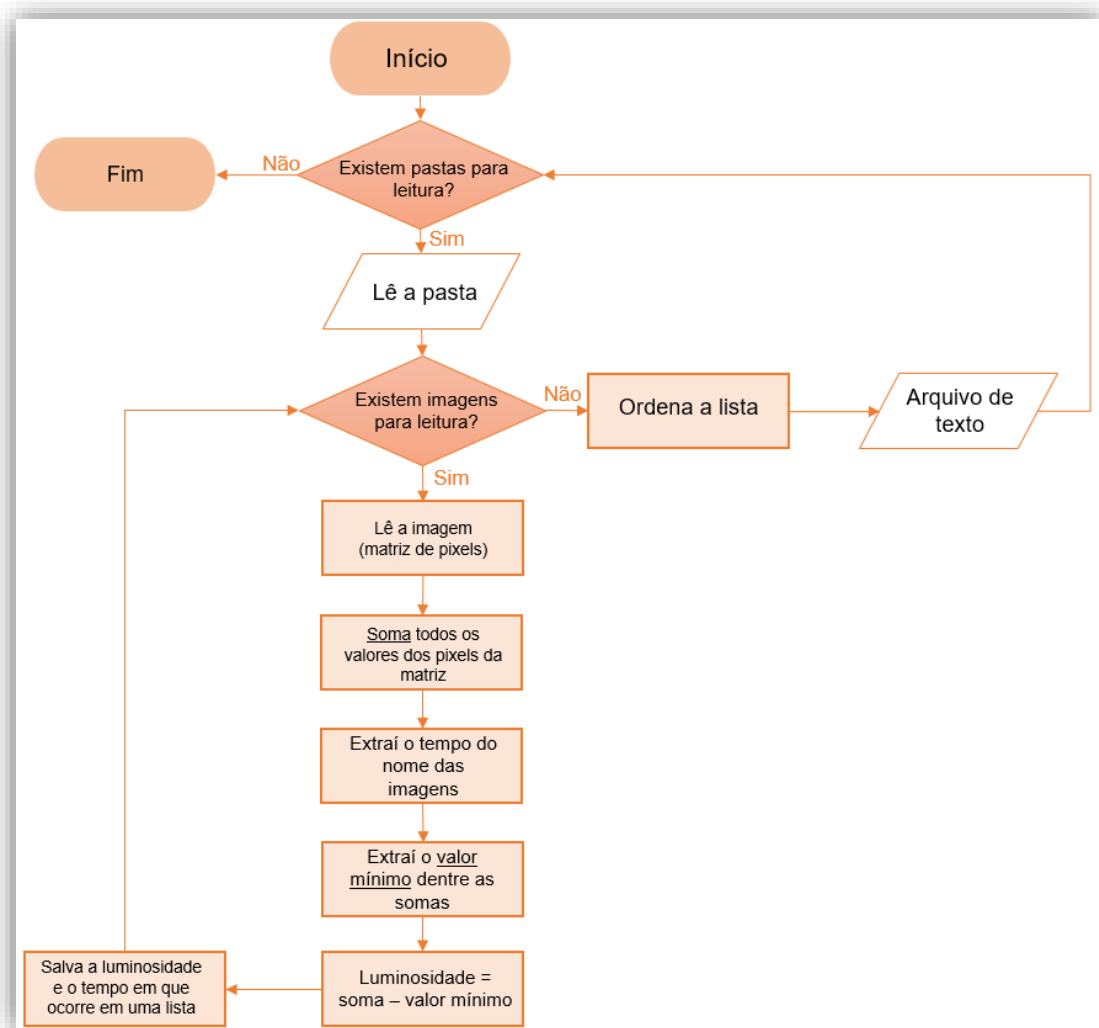 Início
Existem pastas para
leitura?
Não
Fim
Sim
Lê a pasta
Existem imagens
para leitura?
Não
Ordena a lista
Arquivo de
texto
Sim
Lê a imagem
(matriz de pixels)
Soma todos os
valores dos pixels da
matriz
Extraí o tempo do
nome das
imagens
Extraí o valor
mínimo dentre as
somas
Luminosidade =
soma – valor mínimo
Salva a luminosidade
e o tempo em que
ocorre em uma lista